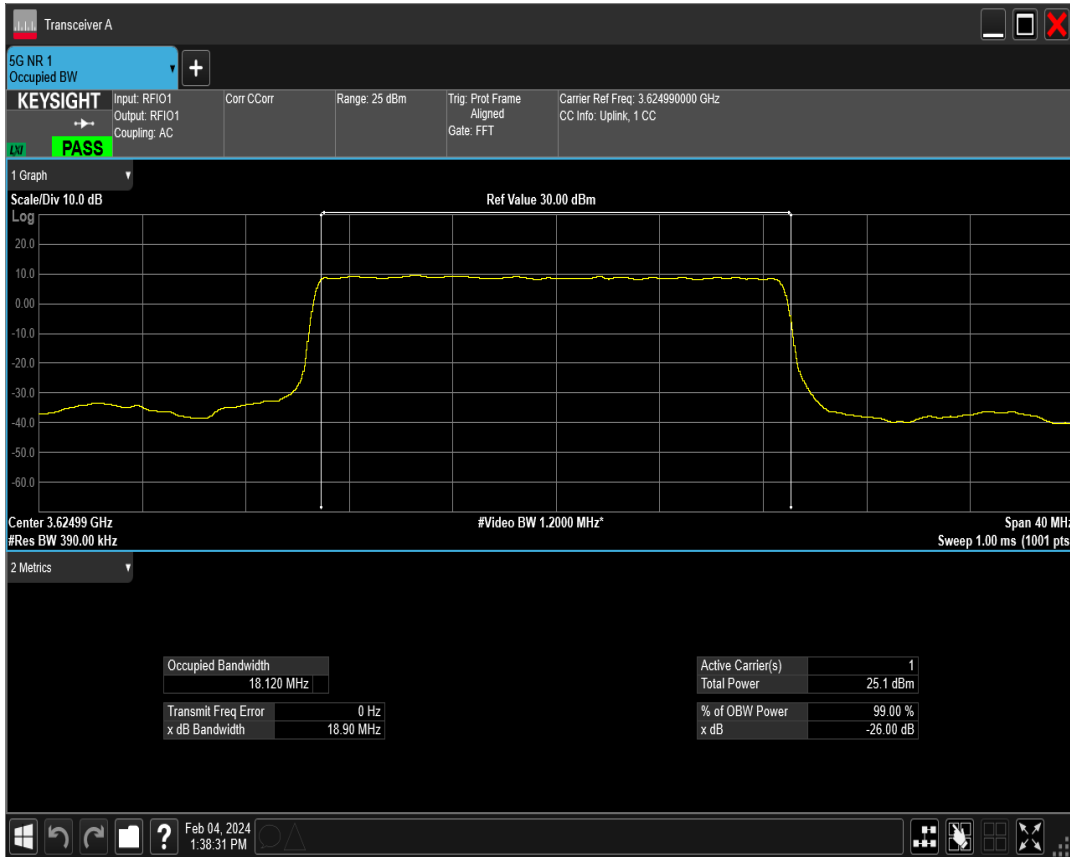 Transceiver A
5G NR 1
Occupied BW
+
KEYSIGHT
LXI
PASS
Input: RFIO1
Output: RFIO1
Coupling: AC
Corr CCorr
Range: 25 dBm
Trig: Prot Frame
Aligned
Gate: FFT
Carrier Ref Freq: 3.624990000 GHz
CC Info: Uplink, 1 CC
1 Graph
Scale/Div 10.0 dB
Ref Value 30.00 dBm
Log
20.0
10.0
0.00
-10.0
-20.0
-30.0
-40.0
-50.0
-60.0
Center 3.62499 GHz
#Video BW 1.2000 MHz*
Span 40 MHz
#Res BW 390.00 kHz
Sweep 1.00 ms (1001 pts
2 Metrics
Occupied Bandwidth
18.120 MHz
Transmit Freq Error 0 Hz
x dB Bandwidth 18.90 MHz
Active Carrier(s) 1
Total Power 25.1 dBm
% of OBW Power 99.00 %
x dB -26.00 dB
?
Feb 04, 2024
1:38:31 PM